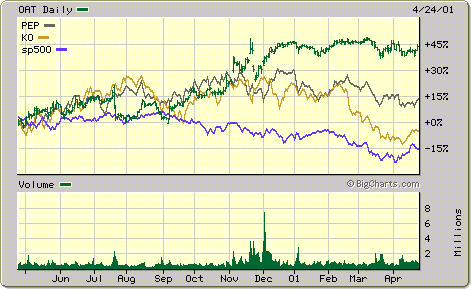 OAT Daily 4/24/01
PEP
KO
sp500
+45%
+30%
+15%
+0%
-15%
Volume © BigCharts.com
8
6
4
2
Millions
Jun Jul Aug Sep Oct Nov Dec 01 Feb Mar Apr